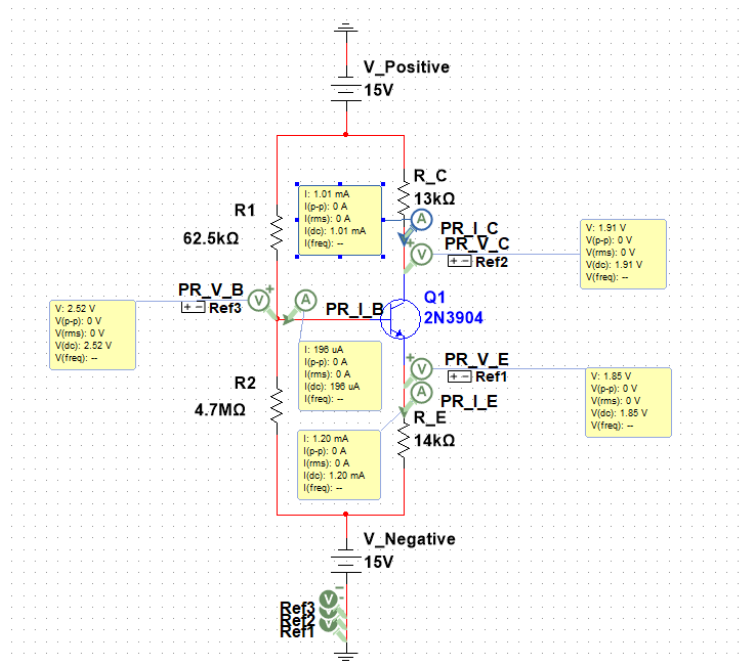 V_Positive
15V
R_C
13kΩ
I: 1.01 mA
I(p-p): 0 A
I(rms): 0 A
I(dc): 1.01 mA
I(freq): --
R1
62.5kΩ
A
PR_I_C
V
PR_V_C
Ref2
V: 1.91 V
V(p-p): 0 V
V(rms): 0 V
V(dc): 1.91 V
V(freq): --
PR_V_B
Ref3
V
A
PR_I_B
Q1
2N3904
V: 2.52 V
V(p-p): 0 V
V(rms): 0 V
V(dc): 2.52 V
V(freq): --
I: 196 uA
I(p-p): 0 A
I(rms): 0 A
I(dc): 196 uA
I(freq): --
V
PR_V_E
Ref1
A
PR_I_E
V: 1.85 V
V(p-p): 0 V
V(rms): 0 V
V(dc): 1.85 V
V(freq): --
R2
4.7MΩ
R_E
14kΩ
I: 1.20 mA
I(p-p): 0 A
I(rms): 0 A
I(dc): 1.20 mA
I(freq): --
V_Negative
15V
V
Ref3
Ref2
V
Ref1